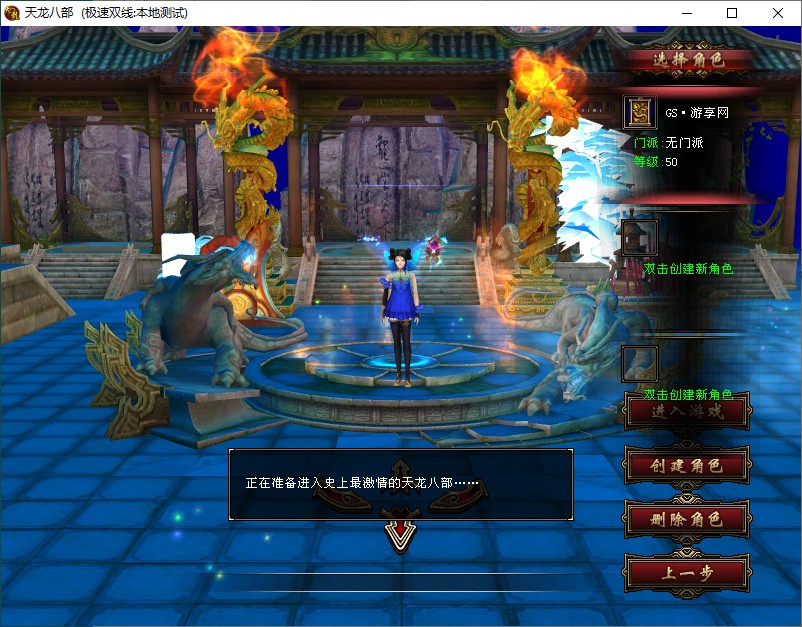 天龙八部 (极速双线:本地测试)
选择角色
GS·游享网
门派:无门派
等级:50
双击创建新角色
双击创建新角色
进入游戏
正在准备进入史上最激情的天龙八部……
创建角色
删除角色
上一步